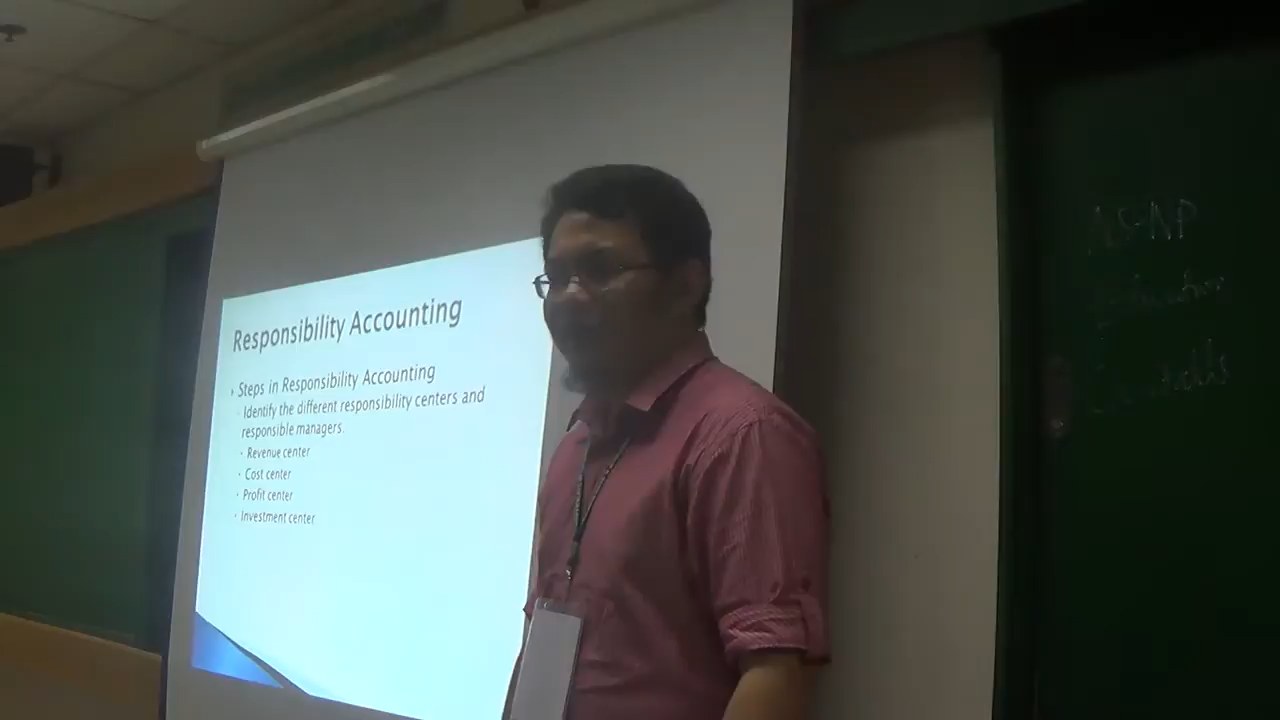 Responsibility Accounting
Steps in Responsibility Accounting
Identify the different responsibility centers and
responsible managers.
Revenue center
Cost center
Profit center
Investment center